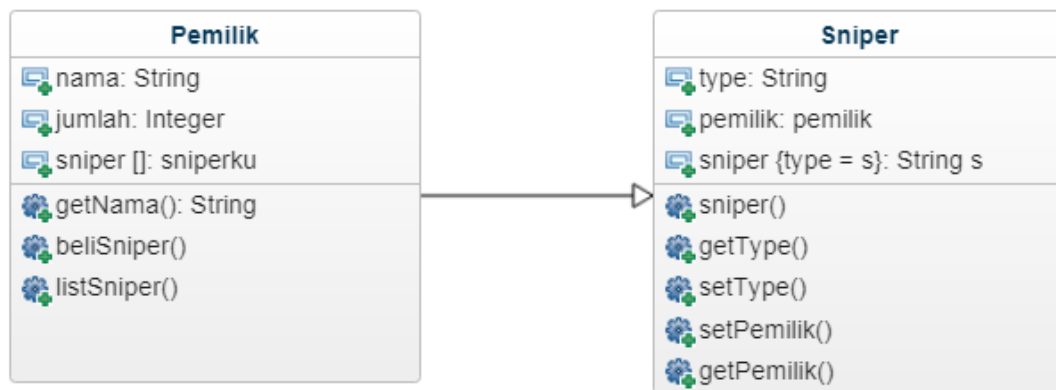 Pemilik
nama: String
jumlah: Integer
sniper []: sniperku
getNama(): String
beliSniper()
listSniper()
Sniper
type: String
pemilik: pemilik
sniper {type = s}: String s
sniper()
getType()
setType()
setPemilik()
getPemilik()